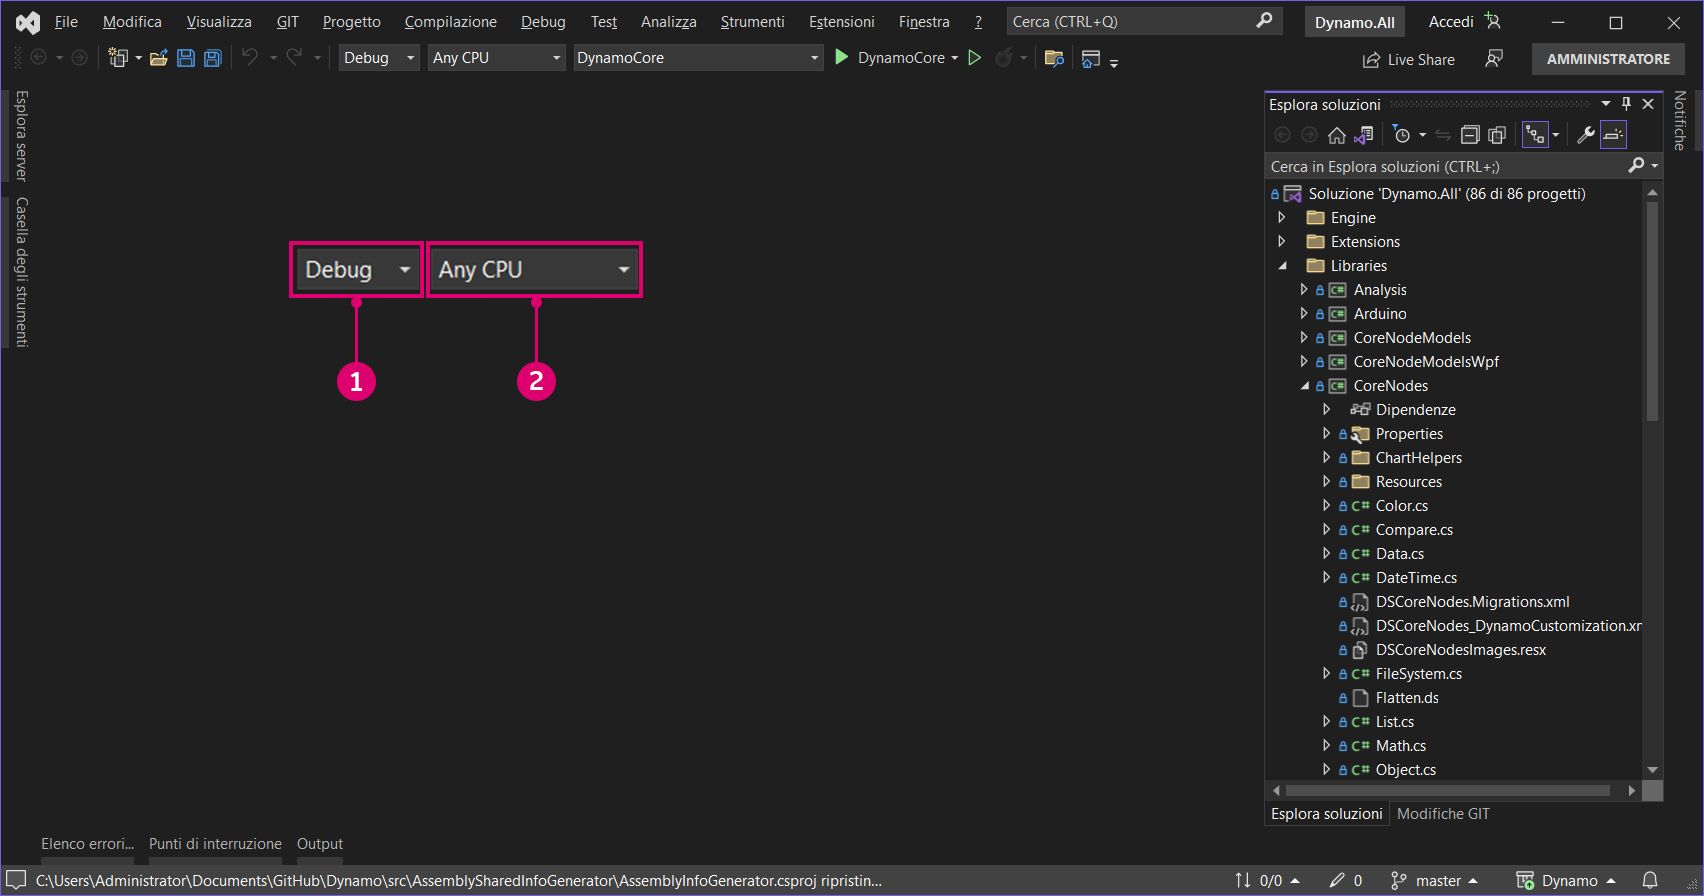 File Modifica Visualizza GIT Progetto Compilazione Debug Test Analizza Strumenti Estensioni Finestra ? Cerca (CTRL+Q) Dynamo.All Accedi
Debug Any CPU DynamoCore DynamoCore Live Share AMMINISTRATORE
Esplora server
Casella degli strumenti
Debug Any CPU
1 2
Esplora soluzioni
Cerca in Esplora soluzioni (CTRL+;)
Soluzione 'Dynamo.All' (86 di 86 progetti)
Engine
Extensions
Libraries
C# Analysis
C# Arduino
C# CoreNodeModels
C# CoreNodeModelsWpf
C# CoreNodes
Dipendenze
Properties
ChartHelpers
Resources
C# Color.cs
C# Compare.cs
C# Data.cs
C# DateTime.cs
DSCoreNodes.Migrations.xml
DSCoreNodes_DynamoCustomization.xm
DSCoreNodesImages.resx
C# FileSystem.cs
Flatten.ds
C# List.cs
C# Math.cs
C# Object.cs
Esplora soluzioni Modifiche GIT
Notifiche
Elenco errori... Punti di interruzione Output
C:\Users\Administrator\Documents\GitHub\Dynamo\src\AssemblySharedInfoGenerator\AssemblyInfoGenerator.csproj ripristin... 0/0 0 master Dynamo